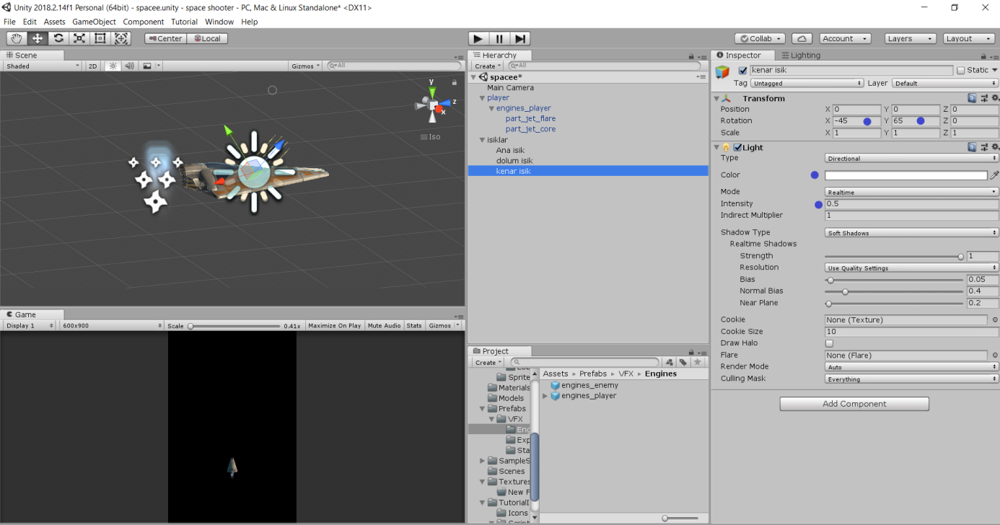 Unity 2018.2.14f1 Personal (64bit) - spacee.unity - space shooter - PC, Mac & Linux Standalone* <DX11>
File Edit Assets GameObject Component Tutorial Window Help
Center Local Collab Account Layers Layout
Scene
Shaded 2D Gizmos All
y
z
x
Iso
Game
Display 1 600x900 Scale 0.41x Maximize On Play Mute Audio Stats Gizmos
Hierarchy
Create All
spacee*
Main Camera
player
engines_player
part_jet_flare
part_jet_core
isiklar
Ana isik
dolum isik
kenar isik
Project
Create
Sprite
Materials
Models
Prefabs
VFX
Eng
Exp
Sta
SampleS
Scenes
Textures
New F
TutorialI
Icons
Assets Prefabs VFX Engines
engines_enemy
engines_player
Inspector Lighting
kenar isik Static
Tag Untagged Layer Default
Transform
Position X 0 Y 0 Z 0
Rotation X -45 Y 65 Z 0
Scale X 1 Y 1 Z 1
Light
Type Directional
Color
Mode Realtime
Intensity 0.5
Indirect Multiplier 1
Shadow Type Soft Shadows
Realtime Shadows
Strength 1
Resolution Use Quality Settings
Bias 0.05
Normal Bias 0.4
Near Plane 0.2
Cookie None (Texture)
Cookie Size 10
Draw Halo
Flare None (Flare)
Render Mode Auto
Culling Mask Everything
Add Component